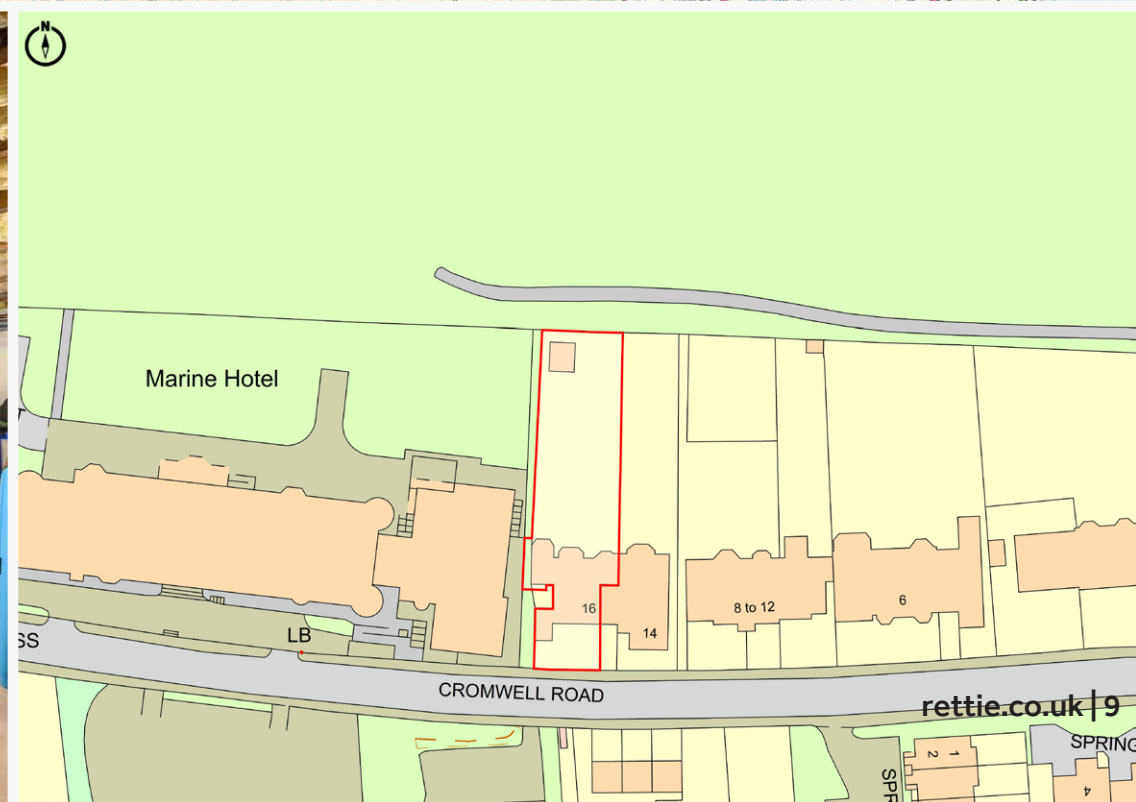 N
Marine Hotel
LB
SS
CROMWELL ROAD
16
14
8 to 12
6
rettie.co.uk | 9
SPRING
SPR
2
1
4